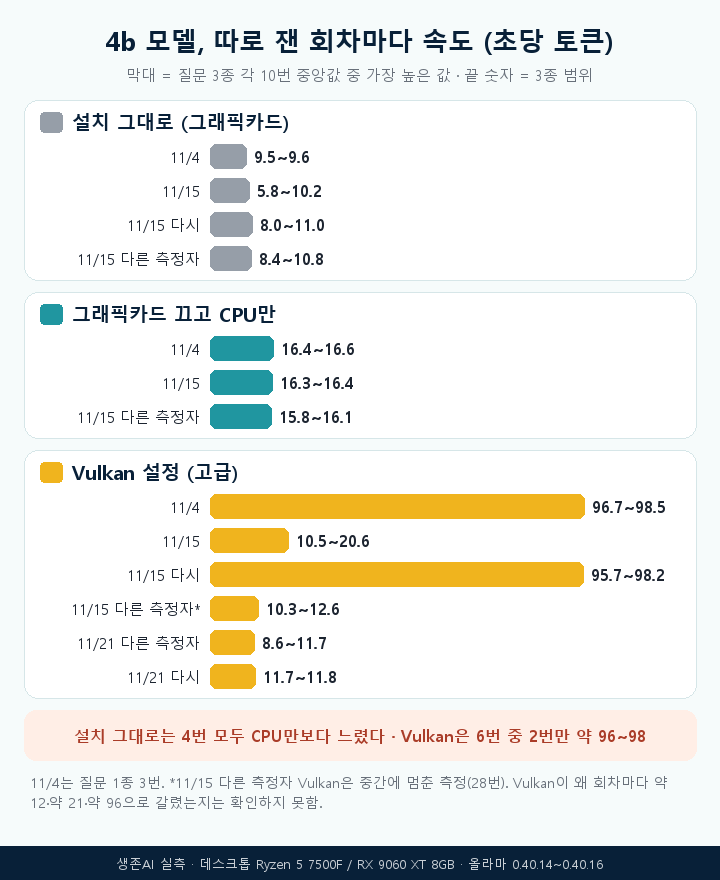 4b 모델, 따로 잰 회차마다 속도 (초당 토큰)
막대 = 질문 3종 각 10번 중앙값 중 가장 높은 값 · 끝 숫자 = 3종 범위
설치 그대로 (그래픽카드)
11/4 9.5~9.6
11/15 5.8~10.2
11/15 다시 8.0~11.0
11/15 다른 측정자 8.4~10.8
그래픽카드 끄고 CPU만
11/4 16.4~16.6
11/15 16.3~16.4
11/15 다른 측정자 15.8~16.1
Vulkan 설정 (고급)
11/4 96.7~98.5
11/15 10.5~20.6
11/15 다시 95.7~98.2
11/15 다른 측정자* 10.3~12.6
11/21 다른 측정자 8.6~11.7
11/21 다시 11.7~11.8
설치 그대로는 4번 모두 CPU만보다 느렸다 · Vulkan은 6번 중 2번만 약 96~98
11/4는 질문 1종 3번. *11/15 다른 측정자 Vulkan은 중간에 멈춘 측정(28번). Vulkan이 왜 회차마다 약
12·약 21·약 96으로 갈렸는지는 확인하지 못함.
생존AI 실측 · 데스크톱 Ryzen 5 7500F / RX 9060 XT 8GB · 올라마 0.40.14~0.40.16